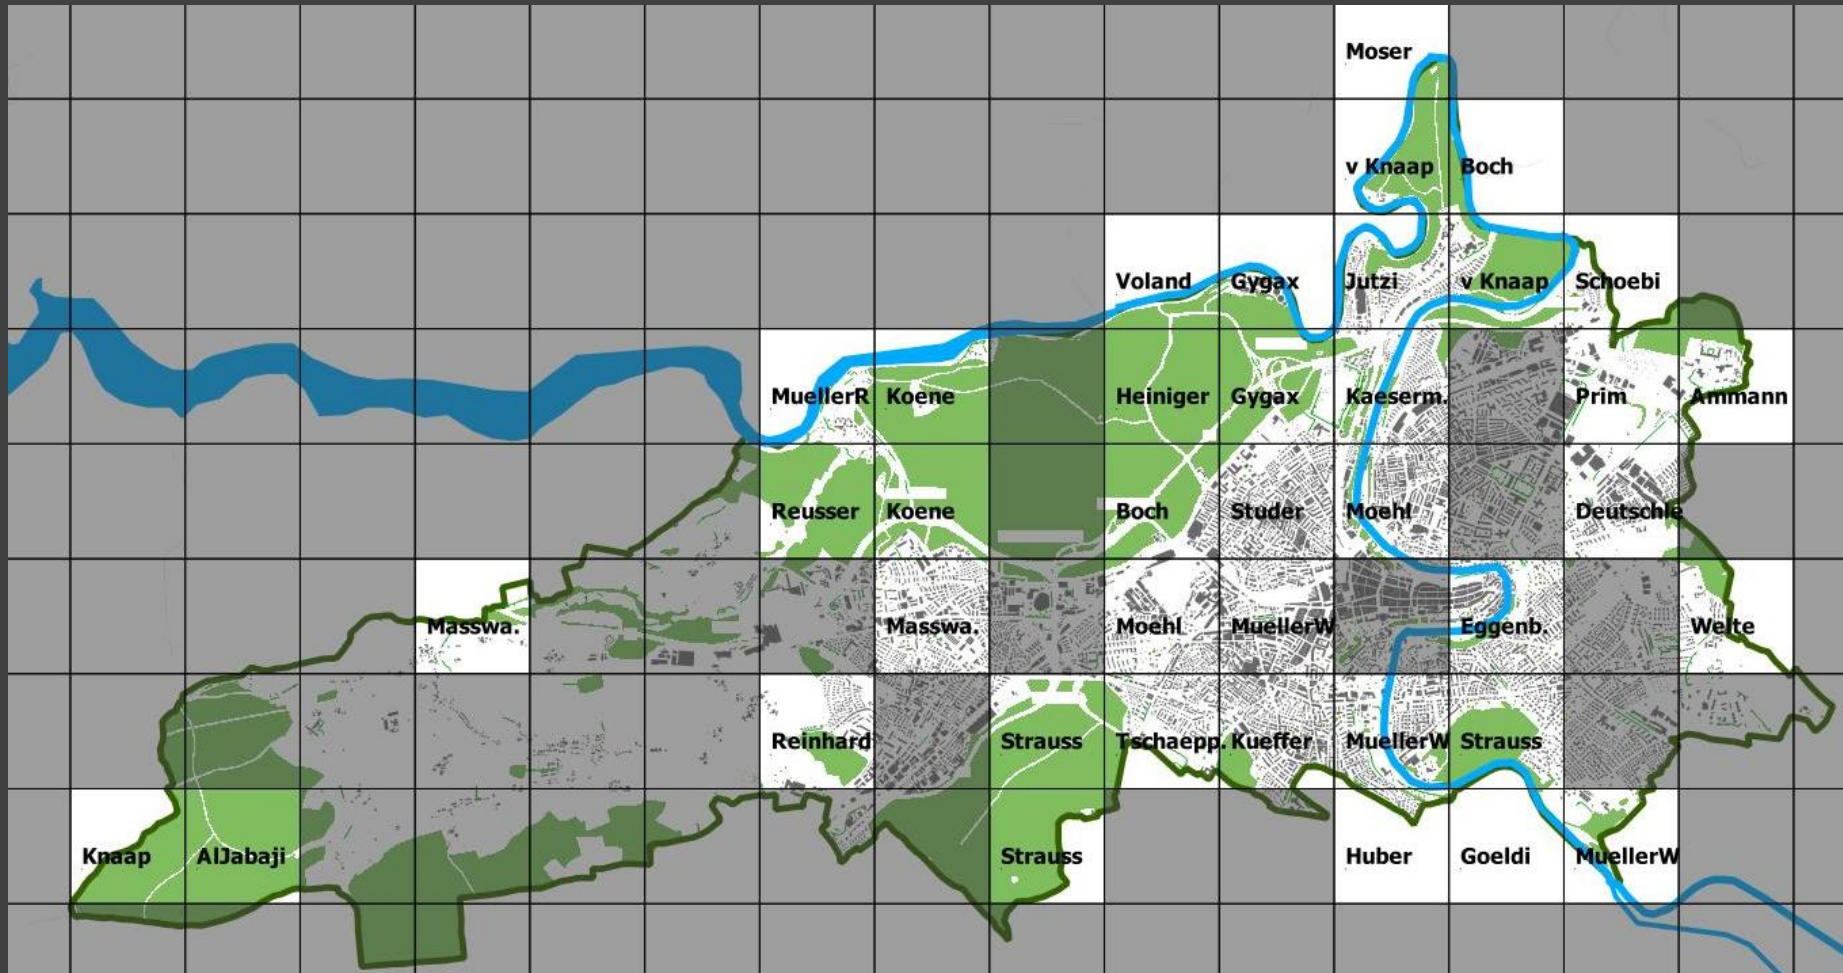 Moser
v Knaap Boch
Voland Gygax Jutzi v Knaap Schoebi
MuellerR Koene Heiniger Gygax Kaeserm. Prim Ammann
Reusser Koene Boch Studer Moehl Deutschle
Masswa. Masswa. Moehl MuellerW Eggenb. Welte
Reinhard Strauss Tschaepp. Kueffer MuellerW Strauss
Knaap AlJabaji Strauss Huber Goeldi MuellerW